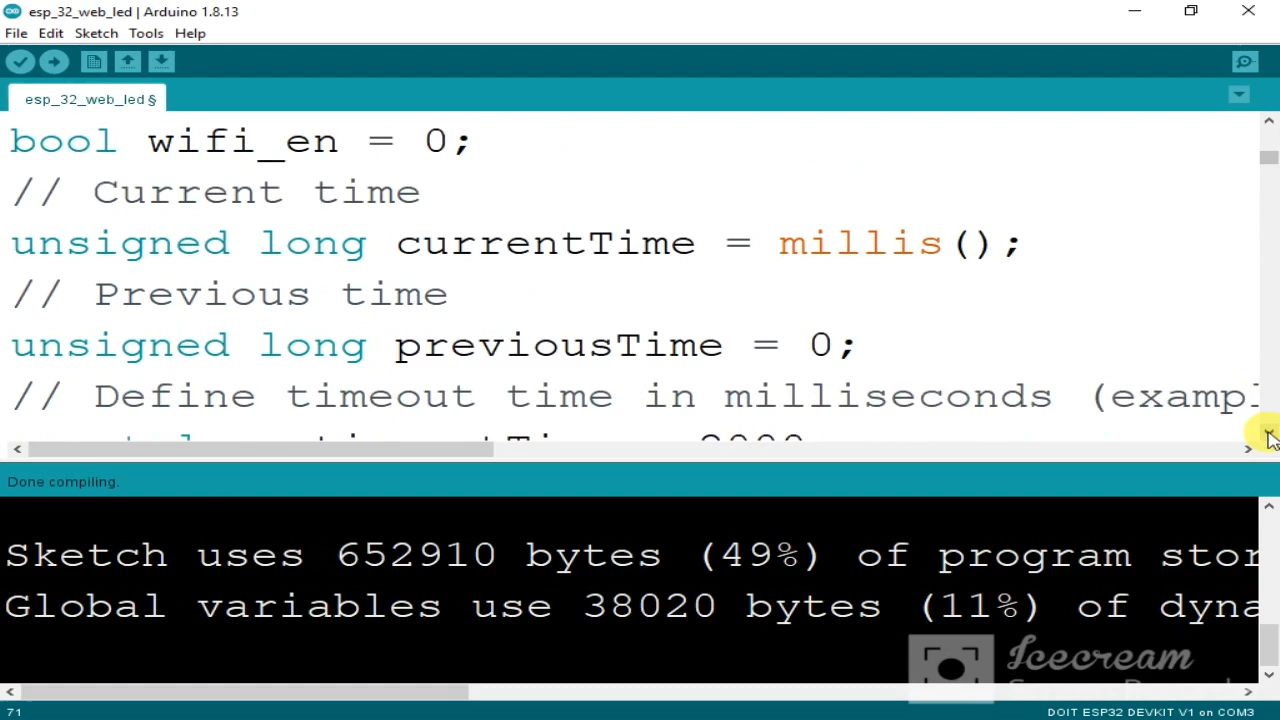 esp_32_web_led | Arduino 1.8.13
File Edit Sketch Tools Help
esp_32_web_led §
bool wifi_en = 0;
// Current time
unsigned long currentTime = millis();
// Previous time
unsigned long previousTime = 0;
// Define timeout time in milliseconds (exampl
Done compiling.
Sketch uses 652910 bytes (49%) of program stor
Global variables use 38020 bytes (11%) of dyna
Icecream
71
DOIT ESP32 DEVKIT V1 on COM3